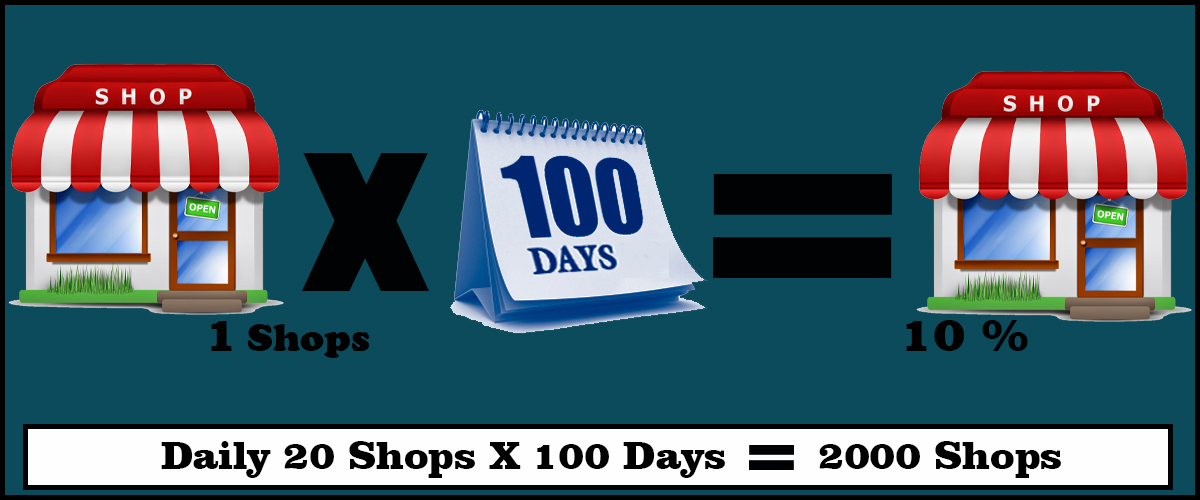 SHOP
OPEN
1 Shops
X
100
DAYS
=
SHOP
OPEN
10 %
Daily 20 Shops X 100 Days = 2000 Shops